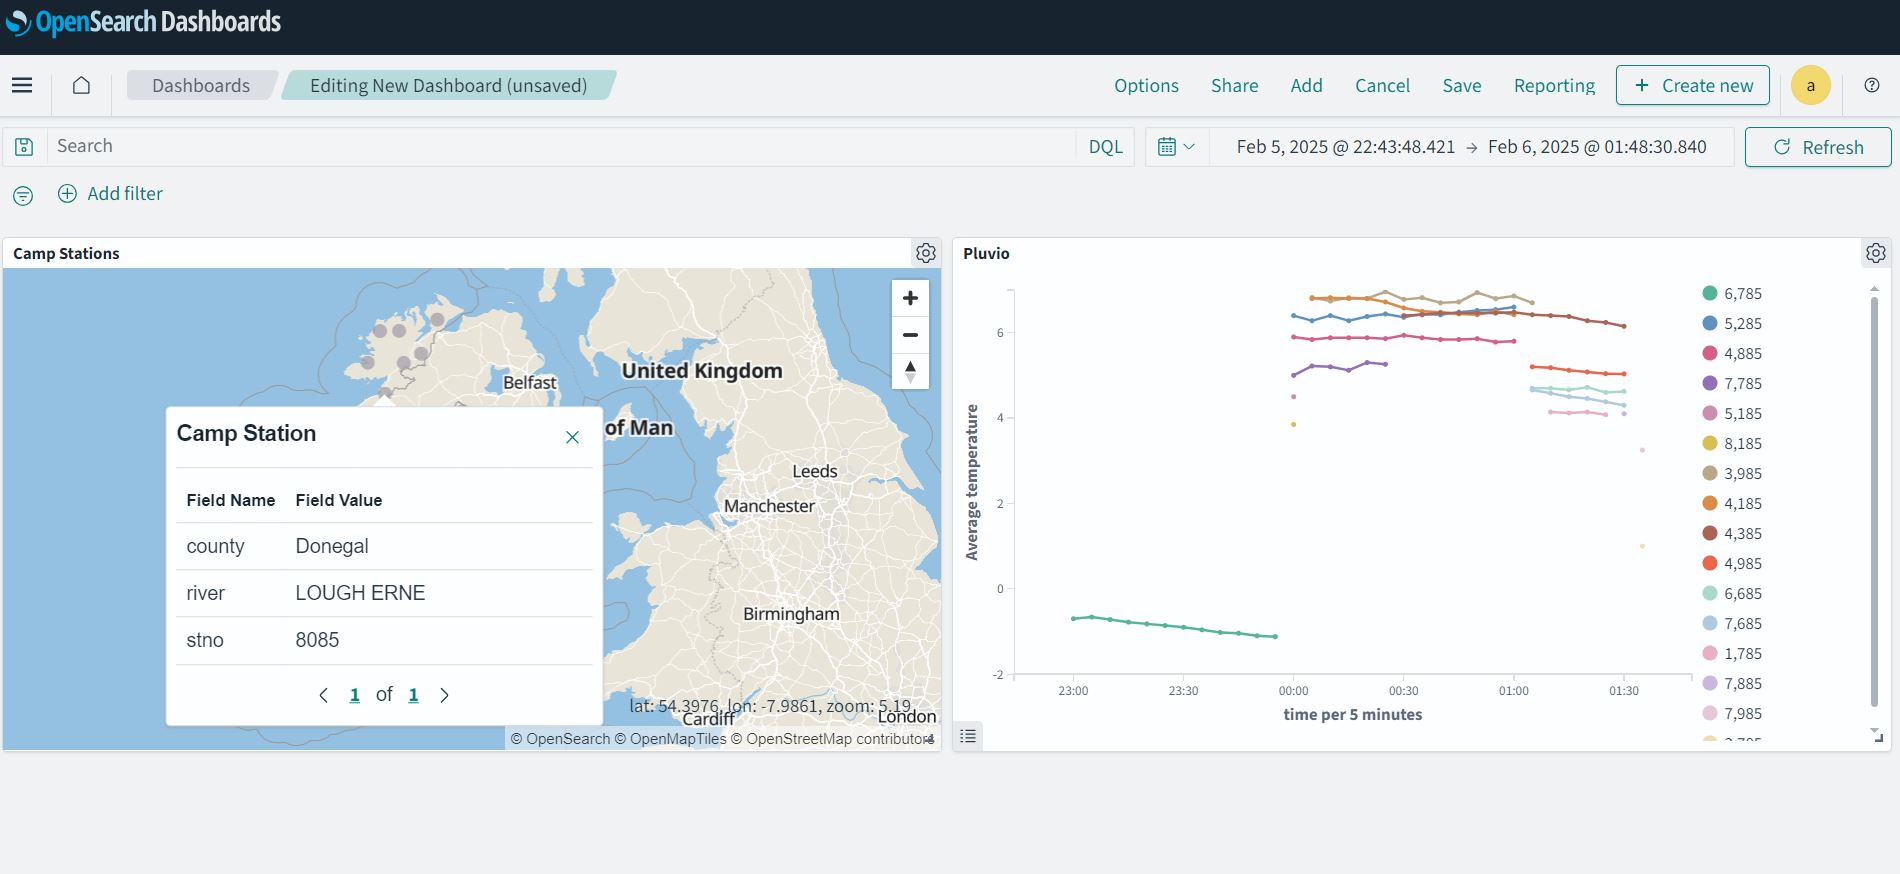 OpenSearch Dashboards
Dashboards
Editing New Dashboard (unsaved)
Options
Share
Add
Cancel
Save
Reporting
+ Create new
a
Search
DQL
Feb 5, 2025 @ 22:43:48.421 → Feb 6, 2025 @ 01:48:30.840
Refresh
Add filter
Camp Stations
Belfast
United Kingdom
of Man
Leeds
Manchester
Birmingham
Cardiff
London
Camp Station
Field Name Field Value
county Donegal
river LOUGH ERNE
stno 8085
1 of 1
lat: 54.3976, lon: -7.9861, zoom: 5.19
© OpenSearch © OpenMapTiles © OpenStreetMap contributors
Pluvio
Average temperature
6
4
2
0
-2
23:00 23:30 00:00 00:30 01:00 01:30
time per 5 minutes
6,785
5,285
4,885
7,785
5,185
8,185
3,985
4,185
4,385
4,985
6,685
7,685
1,785
7,885
7,985